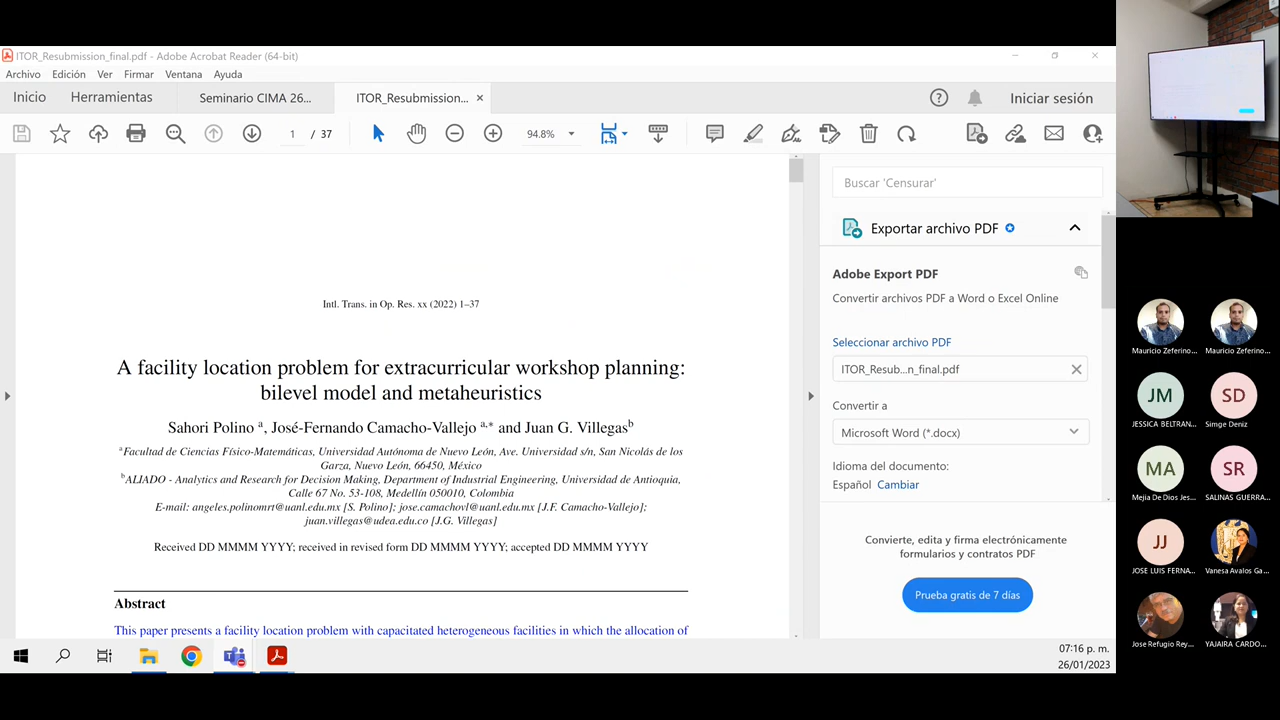 ITOR_Resubmission_final.pdf - Adobe Acrobat Reader (64-bit)
Archivo Edición Ver Firmar Ventana Ayuda
Inicio Herramientas Seminario CIMA 26... ITOR_Resubmission... Iniciar sesión
1 / 37 94.8%
Buscar 'Censurar'
Exportar archivo PDF
Adobe Export PDF
Convertir archivos PDF a Word o Excel Online
Seleccionar archivo PDF
ITOR_Resub...n_final.pdf
Convertir a
Microsoft Word (*.docx)
Idioma del documento:
Español Cambiar
Convierte, edita y firma electrónicamente
formularios y contratos PDF
Prueba gratis de 7 días
Intl. Trans. in Op. Res. xx (2022) 1–37
A facility location problem for extracurricular workshop planning:
bilevel model and metaheuristics
Sahori Polino a, José-Fernando Camacho-Vallejo a,* and Juan G. Villegas b
a Facultad de Ciencias Físico-Matemáticas, Universidad Autónoma de Nuevo León, Ave. Universidad s/n, San Nicolás de los
Garza, Nuevo León, 66450, México
b ALIADO - Analytics and Research for Decision Making, Department of Industrial Engineering, Universidad de Antioquia,
Calle 67 No. 53-108, Medellín 050010, Colombia
E-mail: angeles.polinomrt@uanl.edu.mx [S. Polino]; jose.camachovl@uanl.edu.mx [J.F. Camacho-Vallejo];
juan.villegas@udea.edu.co [J.G. Villegas]
Received DD MMMM YYYY; received in revised form DD MMMM YYYY; accepted DD MMMM YYYY
Abstract
This paper presents a facility location problem with capacitated heterogeneous facilities in which the allocation of
07:16 p. m.
26/01/2023
Mauricio Zeferino... Mauricio Zeferino...
JM SD
JESSICA BELTRAN... Simge Deniz
MA SR
Mejia De Dios Jes... SALINAS GUERRA...
JJ
JOSE LUIS FERNA... Vanesa Avalos Ga...
Jose Refugio Rey... YAJAIRA CARDO...